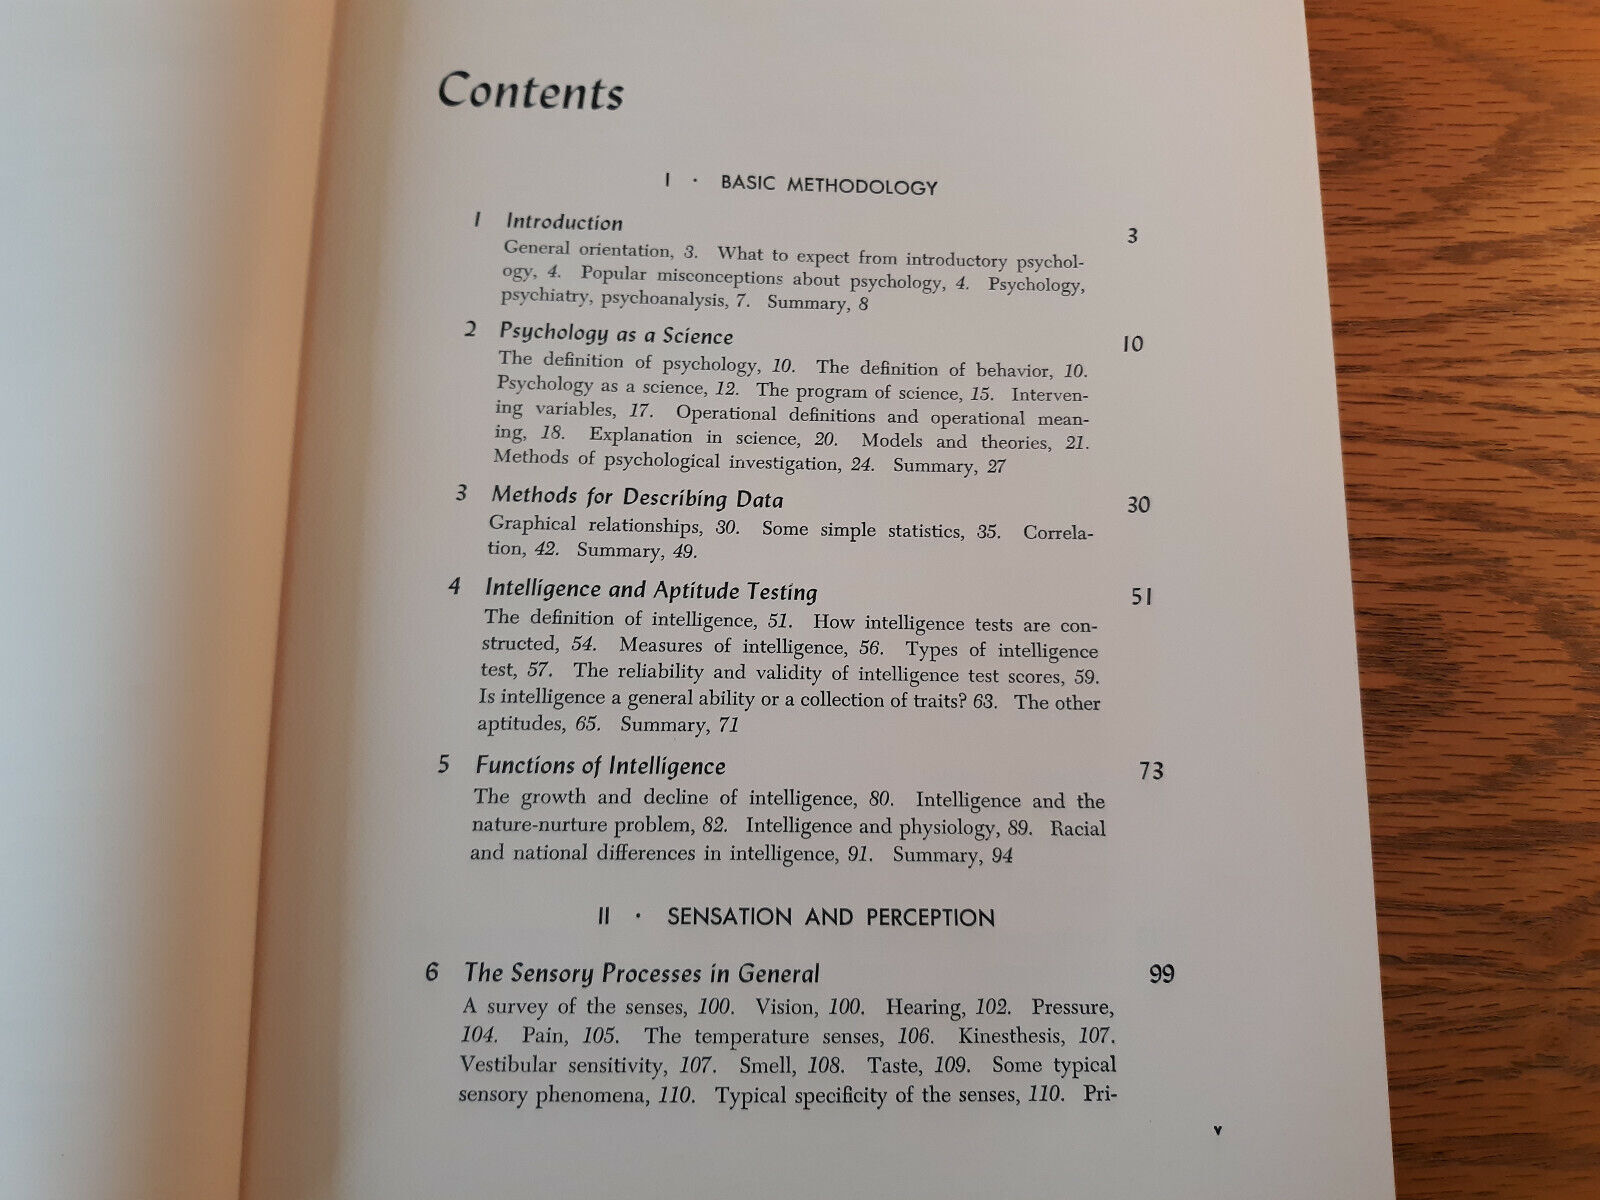 Contents
I · BASIC METHODOLOGY
1 Introduction 3
General orientation, 3. What to expect from introductory psychol-
ogy, 4. Popular misconceptions about psychology, 4. Psychology,
psychiatry, psychoanalysis, 7. Summary, 8
2 Psychology as a Science 10
The definition of psychology, 10. The definition of behavior, 10.
Psychology as a science, 12. The program of science, 15. Interven-
ing variables, 17. Operational definitions and operational mean-
ing, 18. Explanation in science, 20. Models and theories, 21.
Methods of psychological investigation, 24. Summary, 27
3 Methods for Describing Data 30
Graphical relationships, 30. Some simple statistics, 35. Correla-
tion, 42. Summary, 49.
4 Intelligence and Aptitude Testing 51
The definition of intelligence, 51. How intelligence tests are con-
structed, 54. Measures of intelligence, 56. Types of intelligence
test, 57. The reliability and validity of intelligence test scores, 59.
Is intelligence a general ability or a collection of traits? 63. The other
aptitudes, 65. Summary, 71
5 Functions of Intelligence 73
The growth and decline of intelligence, 80. Intelligence and the
nature-nurture problem, 82. Intelligence and physiology, 89. Racial
and national differences in intelligence, 91. Summary, 94
II · SENSATION AND PERCEPTION
6 The Sensory Processes in General 99
A survey of the senses, 100. Vision, 100. Hearing, 102. Pressure,
104. Pain, 105. The temperature senses, 106. Kinesthesis, 107.
Vestibular sensitivity, 107. Smell, 108. Taste, 109. Some typical
sensory phenomena, 110. Typical specificity of the senses, 110. Pri-
v